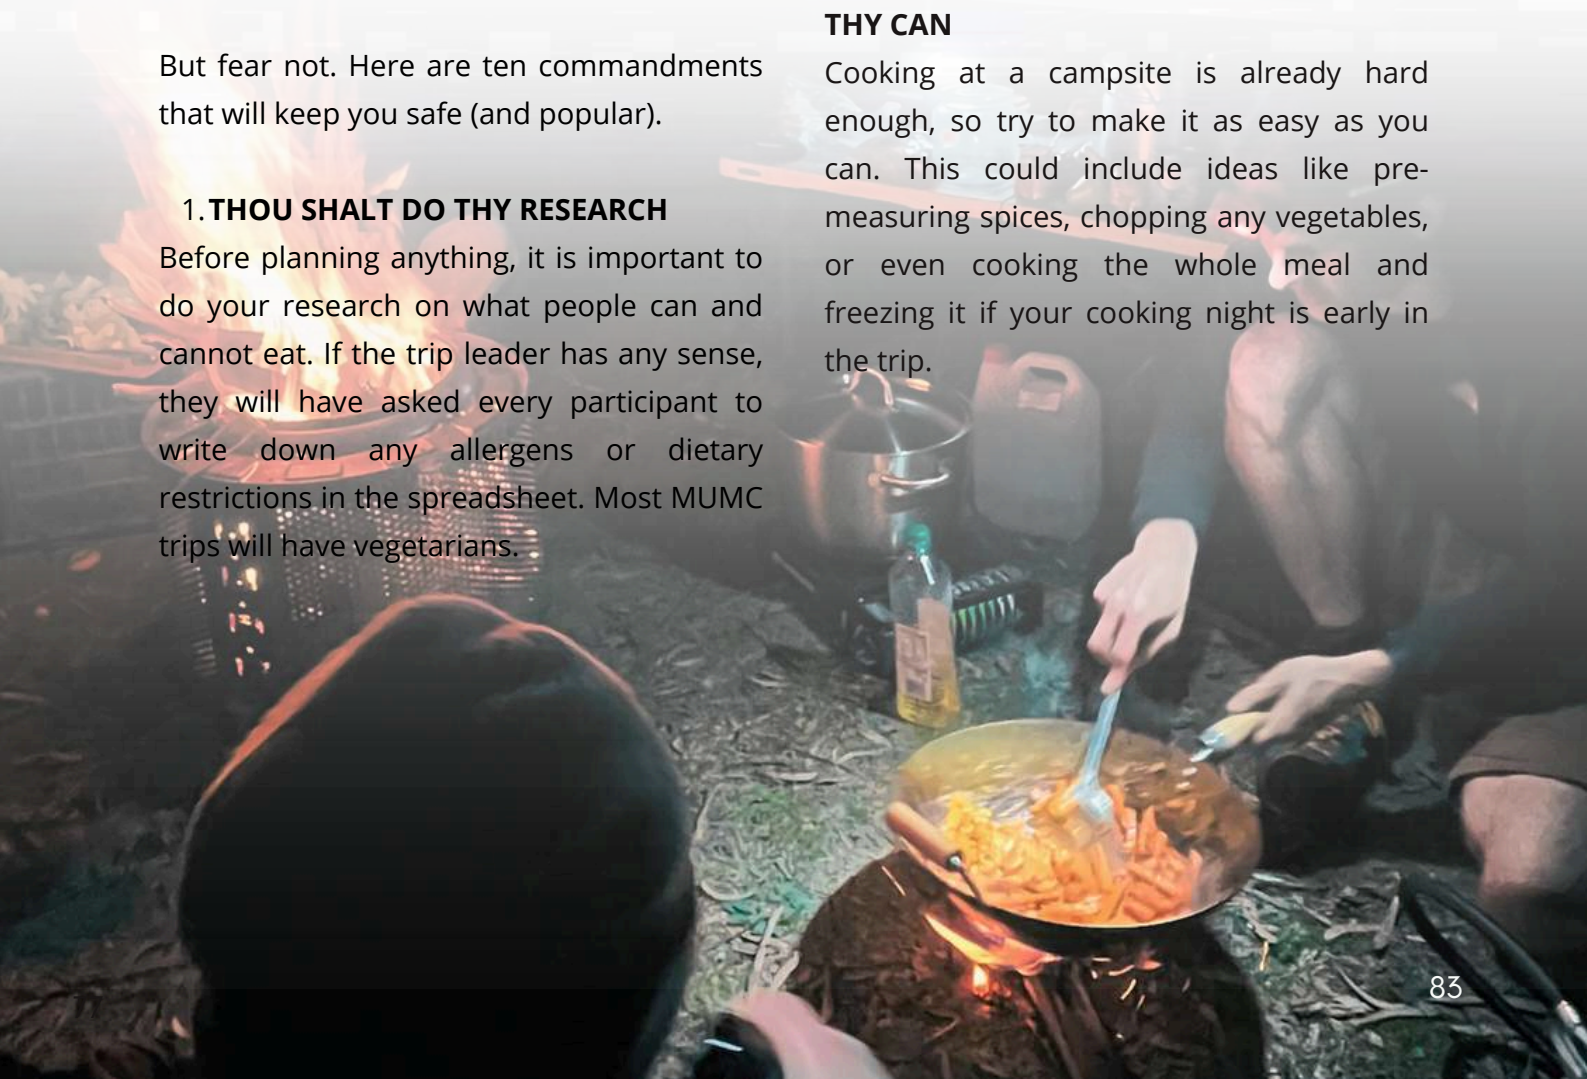 But fear not. Here are ten commandments
that will keep you safe (and popular).
1. THOU SHALT DO THY RESEARCH
Before planning anything, it is important to
do your research on what people can and
cannot eat. If the trip leader has any sense,
they will have asked every participant to
write down any allergens or dietary
restrictions in the spreadsheet. Most MUMC
trips will have vegetarians.
THY CAN
Cooking at a campsite is already hard
enough, so try to make it as easy as you
can. This could include ideas like pre-
measuring spices, chopping any vegetables,
or even cooking the whole meal and
freezing it if your cooking night is early in
the trip.
83